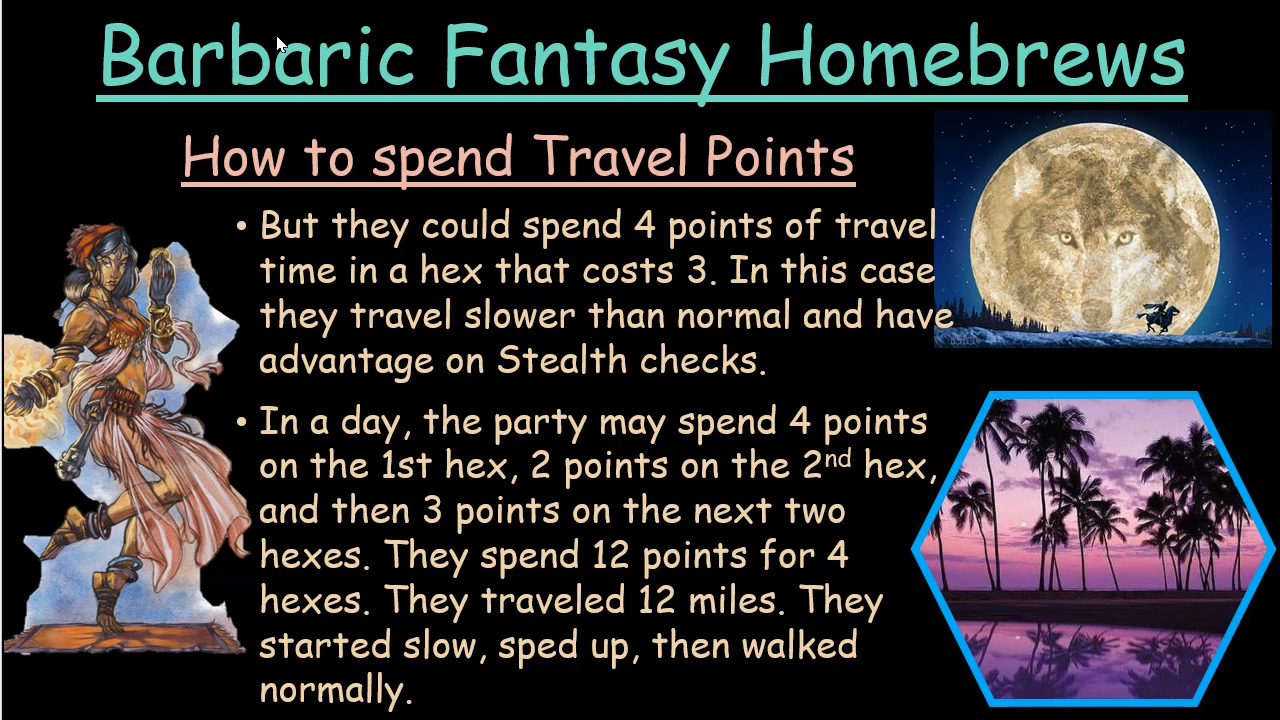 Barbaric Fantasy Homebrews
How to spend Travel Points
• But they could spend 4 points of travel
time in a hex that costs 3. In this case
they travel slower than normal and have
advantage on Stealth checks.
• In a day, the party may spend 4 points
on the 1st hex, 2 points on the 2nd hex,
and then 3 points on the next two
hexes. They spend 12 points for 4
hexes. They traveled 12 miles. They
started slow, sped up, then walked
normally.